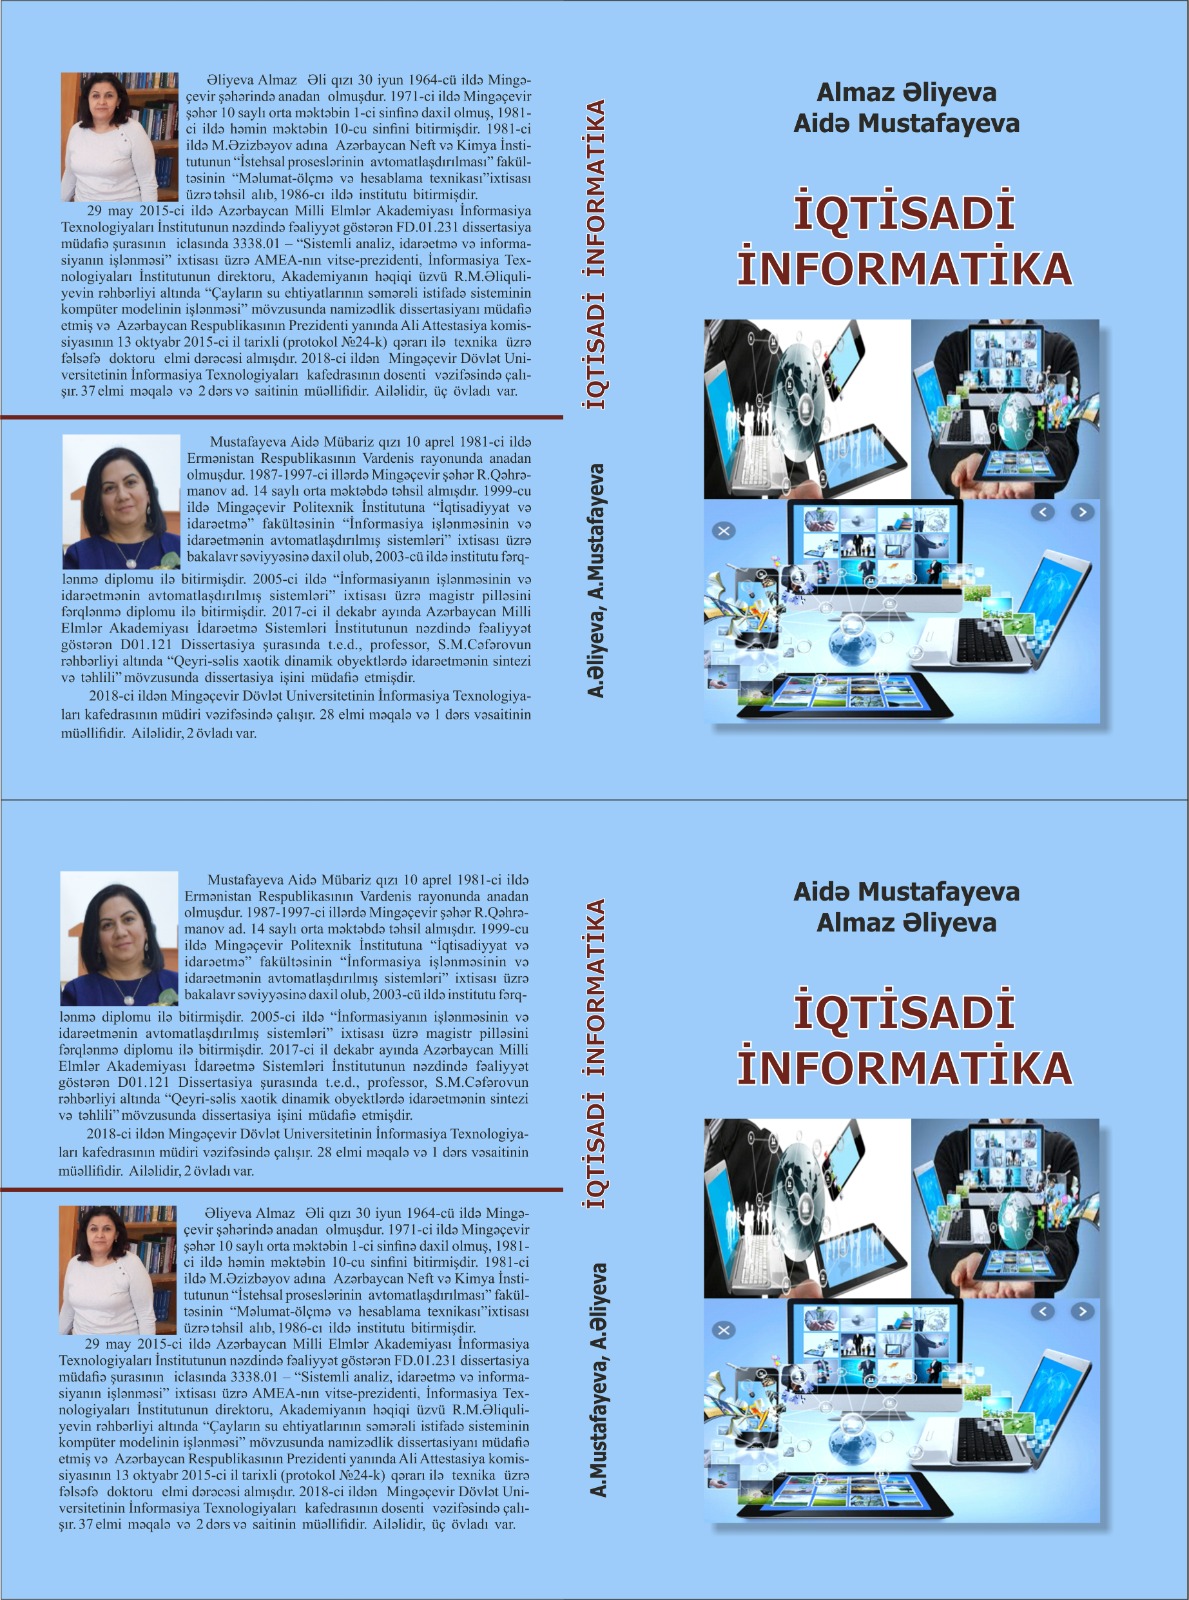 Əliyeva Almaz Əli qızı 30 iyun 1964-cü ildə Mingə-
çevir şəhərində anadan olmuşdur. 1971-ci ildə Mingəçevir
şəhər 10 saylı orta məktəbin 1-ci sinfinə daxil olmuş, 1981-
ci ildə həmin məktəbin 10-cu sinfini bitirmişdir. 1981-ci
ildə M.Əzizbəyov adına Azərbaycan Neft və Kimya İnsti-
tutunun “İstehsal proseslərinin avtomatlaşdırılması” fakül-
təsinin “Məlumat-ölçmə və hesablama texnikası”ixtisası
üzrə təhsil alıb, 1986-cı ildə institutu bitirmişdir.
29 may 2015-ci ildə Azərbaycan Milli Elmlər Akademiyası İnformasiya
Texnologiyaları İnstitutunun nəzdində fəaliyyət göstərən FD.01.231 dissertasiya
müdafiə şurasının iclasında 3338.01 – “Sistemli analiz, idarəetmə və informa-
siyanın işlənməsi” ixtisası üzrə AMEA-nın vitse-prezidenti, İnformasiya Tex-
nologiyaları İnstitutunun direktoru, Akademiyanın həqiqi üzvü R.M.Əliquli-
yevin rəhbərliyi altında “Çayların su ehtiyatlarının səmərəli istifadə sisteminin
kompüter modelinin işlənməsi” mövzusunda namizədlik dissertasiyanı müdafiə
etmiş və Azərbaycan Respublikasının Prezidenti yanında Ali Attestasiya komis-
siyasının 13 oktyabr 2015-ci il tarixli (protokol №24-k) qərarı ilə texnika üzrə
fəlsəfə doktoru elmi dərəcəsi almışdır. 2018-ci ildən Mingəçevir Dövlət Uni-
versitetinin İnformasiya Texnologiyaları kafedrasının dosenti vəzifəsində çalı-
şır. 37 elmi məqalə və 2 dərs və saitinin müəllifidir. Ailəlidir, üç övladı var.
Mustafayeva Aidə Mübariz qızı 10 aprel 1981-ci ildə
Ermənistan Respublikasının Vardenis rayonunda anadan
olmuşdur. 1987-1997-ci illərdə Mingəçevir şəhər R.Qəhrə-
manov ad. 14 saylı orta məktəbdə təhsil almışdır. 1999-cu
ildə Mingəçevir Politexnik İnstitutuna “İqtisadiyyat və
idarəetmə” fakültəsinin “İnformasiya işlənməsinin və
idarəetmənin avtomatlaşdırılmış sistemləri” ixtisası üzrə
bakalavr səviyyəsinə daxil olub, 2003-cü ildə institutu fərq-
lənmə diplomu ilə bitirmişdir. 2005-ci ildə “İnformasiyanın işlənməsinin və
idarəetmənin avtomatlaşdırılmış sistemləri” ixtisası üzrə magistr pilləsini
fərqlənmə diplomu ilə bitirmişdir. 2017-ci il dekabr ayında Azərbaycan Milli
Elmlər Akademiyası İdarəetmə Sistemləri İnstitutunun nəzdində fəaliyyət
göstərən D01.121 Dissertasiya şurasında t.e.d., professor, S.M.Cəfərovun
rəhbərliyi altında “Qeyri-səlis xaotik dinamik obyektlərdə idarəetmənin sintezi
və təhlili” mövzusunda dissertasiya işini müdafiə etmişdir.
2018-ci ildən Mingəçevir Dövlət Universitetinin İnformasiya Texnologiya-
ları kafedrasının müdiri vəzifəsində çalışır. 28 elmi məqalə və 1 dərs vəsaitinin
müəllifidir. Ailəlidir, 2 övladı var.
İQTİSADİ İNFORMATİKA
A.Əliyeva, A.Mustafayeva
Almaz Əliyeva
Aidə Mustafayeva
İQTİSADİ
İNFORMATİKA
Mustafayeva Aidə Mübariz qızı 10 aprel 1981-ci ildə
Ermənistan Respublikasının Vardenis rayonunda anadan
olmuşdur. 1987-1997-ci illərdə Mingəçevir şəhər R.Qəhrə-
manov ad. 14 saylı orta məktəbdə təhsil almışdır. 1999-cu
ildə Mingəçevir Politexnik İnstitutuna “İqtisadiyyat və
idarəetmə” fakültəsinin “İnformasiya işlənməsinin və
idarəetmənin avtomatlaşdırılmış sistemləri” ixtisası üzrə
bakalavr səviyyəsinə daxil olub, 2003-cü ildə institutu fərq-
lənmə diplomu ilə bitirmişdir. 2005-ci ildə “İnformasiyanın işlənməsinin və
idarəetmənin avtomatlaşdırılmış sistemləri” ixtisası üzrə magistr pilləsini
fərqlənmə diplomu ilə bitirmişdir. 2017-ci il dekabr ayında Azərbaycan Milli
Elmlər Akademiyası İdarəetmə Sistemləri İnstitutunun nəzdində fəaliyyət
göstərən D01.121 Dissertasiya şurasında t.e.d., professor, S.M.Cəfərovun
rəhbərliyi altında “Qeyri-səlis xaotik dinamik obyektlərdə idarəetmənin sintezi
və təhlili” mövzusunda dissertasiya işini müdafiə etmişdir.
2018-ci ildən Mingəçevir Dövlət Universitetinin İnformasiya Texnologiya-
ları kafedrasının müdiri vəzifəsində çalışır. 28 elmi məqalə və 1 dərs vəsaitinin
müəllifidir. Ailəlidir, 2 övladı var.
Əliyeva Almaz Əli qızı 30 iyun 1964-cü ildə Mingə-
çevir şəhərində anadan olmuşdur. 1971-ci ildə Mingəçevir
şəhər 10 saylı orta məktəbin 1-ci sinfinə daxil olmuş, 1981-
ci ildə həmin məktəbin 10-cu sinfini bitirmişdir. 1981-ci
ildə M.Əzizbəyov adına Azərbaycan Neft və Kimya İnsti-
tutunun “İstehsal proseslərinin avtomatlaşdırılması” fakül-
təsinin “Məlumat-ölçmə və hesablama texnikası”ixtisası
üzrə təhsil alıb, 1986-cı ildə institutu bitirmişdir.
29 may 2015-ci ildə Azərbaycan Milli Elmlər Akademiyası İnformasiya
Texnologiyaları İnstitutunun nəzdində fəaliyyət göstərən FD.01.231 dissertasiya
müdafiə şurasının iclasında 3338.01 – “Sistemli analiz, idarəetmə və informa-
siyanın işlənməsi” ixtisası üzrə AMEA-nın vitse-prezidenti, İnformasiya Tex-
nologiyaları İnstitutunun direktoru, Akademiyanın həqiqi üzvü R.M.Əliquli-
yevin rəhbərliyi altında “Çayların su ehtiyatlarının səmərəli istifadə sisteminin
kompüter modelinin işlənməsi” mövzusunda namizədlik dissertasiyanı müdafiə
etmiş və Azərbaycan Respublikasının Prezidenti yanında Ali Attestasiya komis-
siyasının 13 oktyabr 2015-ci il tarixli (protokol №24-k) qərarı ilə texnika üzrə
fəlsəfə doktoru elmi dərəcəsi almışdır. 2018-ci ildən Mingəçevir Dövlət Uni-
versitetinin İnformasiya Texnologiyaları kafedrasının dosenti vəzifəsində çalı-
şır. 37 elmi məqalə və 2 dərs və saitinin müəllifidir. Ailəlidir, üç övladı var.
İQTİSADİ İNFORMATİKA
A.Mustafayeva, A.Əliyeva
Aidə Mustafayeva
Almaz Əliyeva
İQTİSADİ
İNFORMATİKA